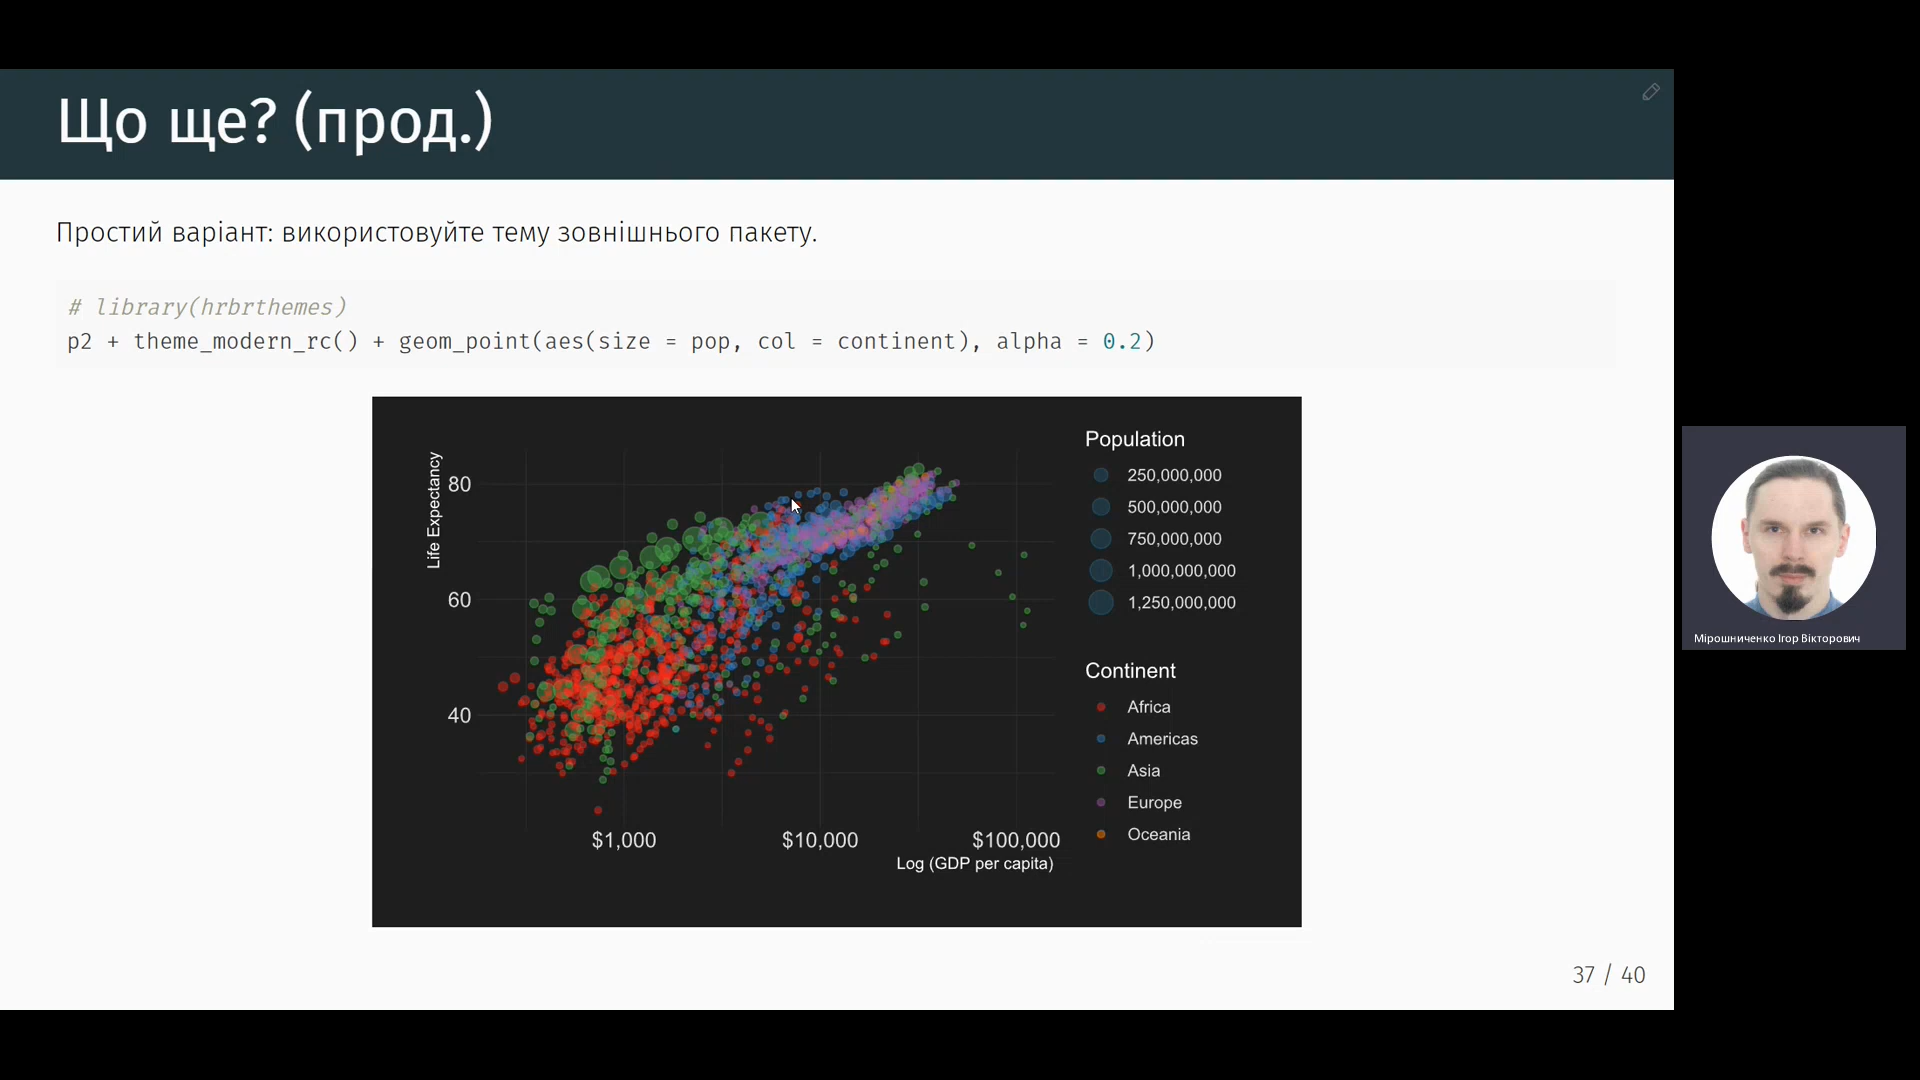 Що ще? (прод.)
Простий варіант: використовуйте тему зовнішнього пакету.
# library(hrbrthemes)
p2 + theme_modern_rc() + geom_point(aes(size = pop, col = continent), alpha = 0.2)
Life Expectancy
80
60
40
$1,000
$10,000
$100,000
Log (GDP per capita)
Population
250,000,000
500,000,000
750,000,000
1,000,000,000
1,250,000,000
Continent
Africa
Americas
Asia
Europe
Oceania
37 / 40
Мірошниченко Ігор Вікторович